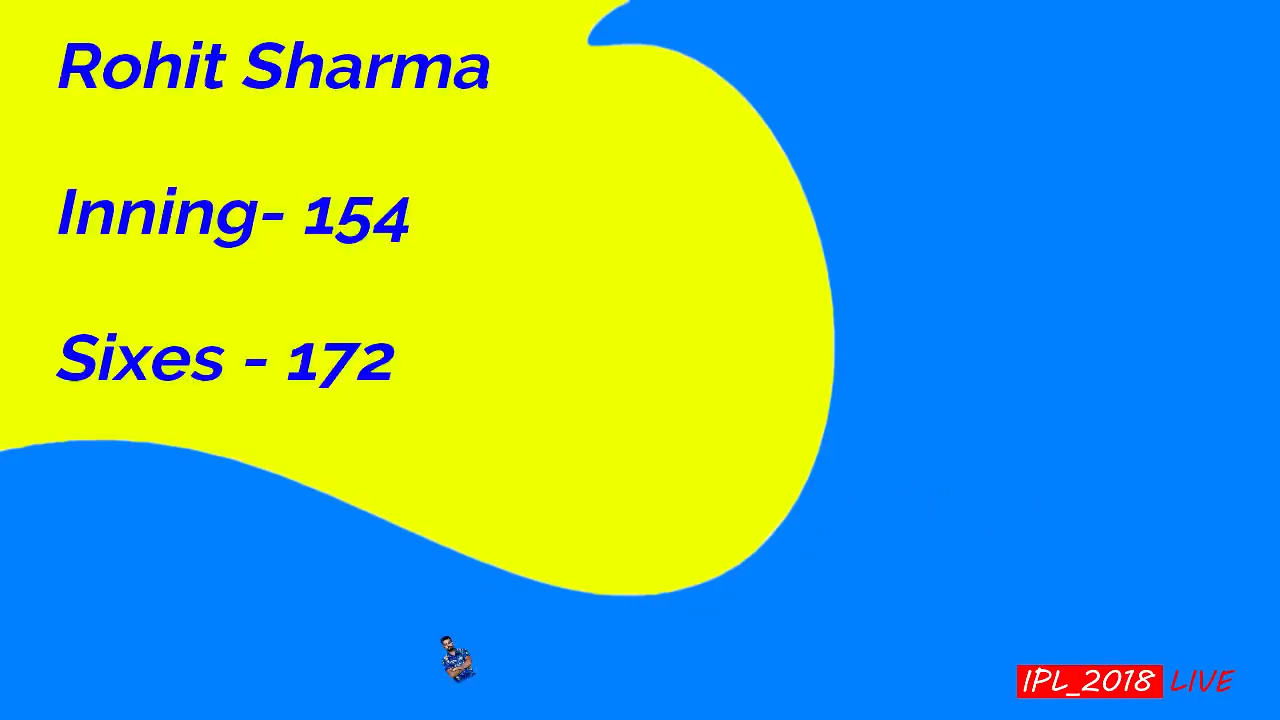 Rohit Sharma
Inning- 154
Sixes - 172
IPL_2018 LIVE